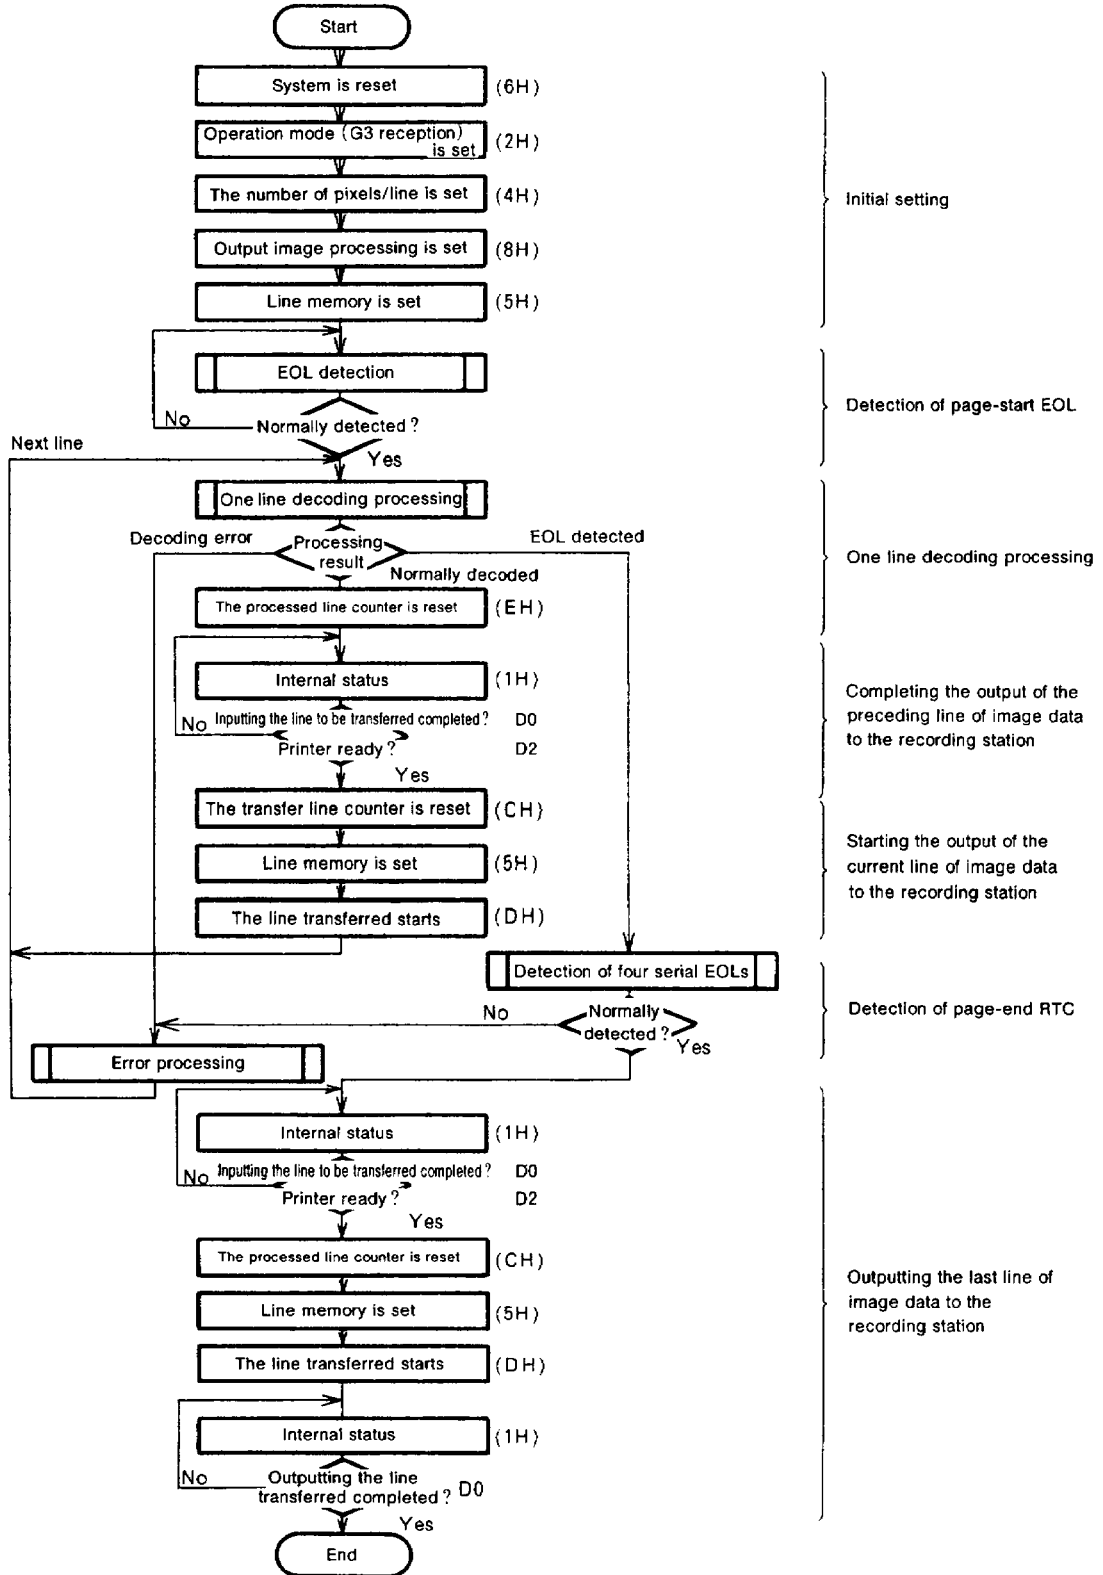 Start
System is reset (6H)
Operation mode (G3 reception)
is set (2H)
The number of pixels/line is set (4H)
Initial setting
Output image processing is set (8H)
Line memory is set (5H)
EOL detection
Detection of page-start EOL
No Normally detected?
Next line
Yes
One line decoding processing
Decoding error
EOL detected
Processing
result
One line decoding processing
Normally decoded
The processed line counter is reset (EH)
Internal status (1H)
Completing the output of the
preceding line of image data
to the recording station
No Inputting the line to be transferred completed? D0
Printer ready? D2
Yes
The transfer line counter is reset (CH)
Starting the output of the
current line of image data
to the recording station
Line memory is set (5H)
The line transferred starts (DH)
Detection of four serial EOLs
Detection of page-end RTC
No
Normally
detected?
Yes
Error processing
Internal status (1H)
No Inputting the line to be transferred completed? D0
Printer ready? D2
Yes
The processed line counter is reset (CH)
Outputting the last line of
image data to the
recording station
Line memory is set (5H)
The line transferred starts (DH)
Internal status (1H)
No Outputting the line
transferred completed? D0
Yes
End